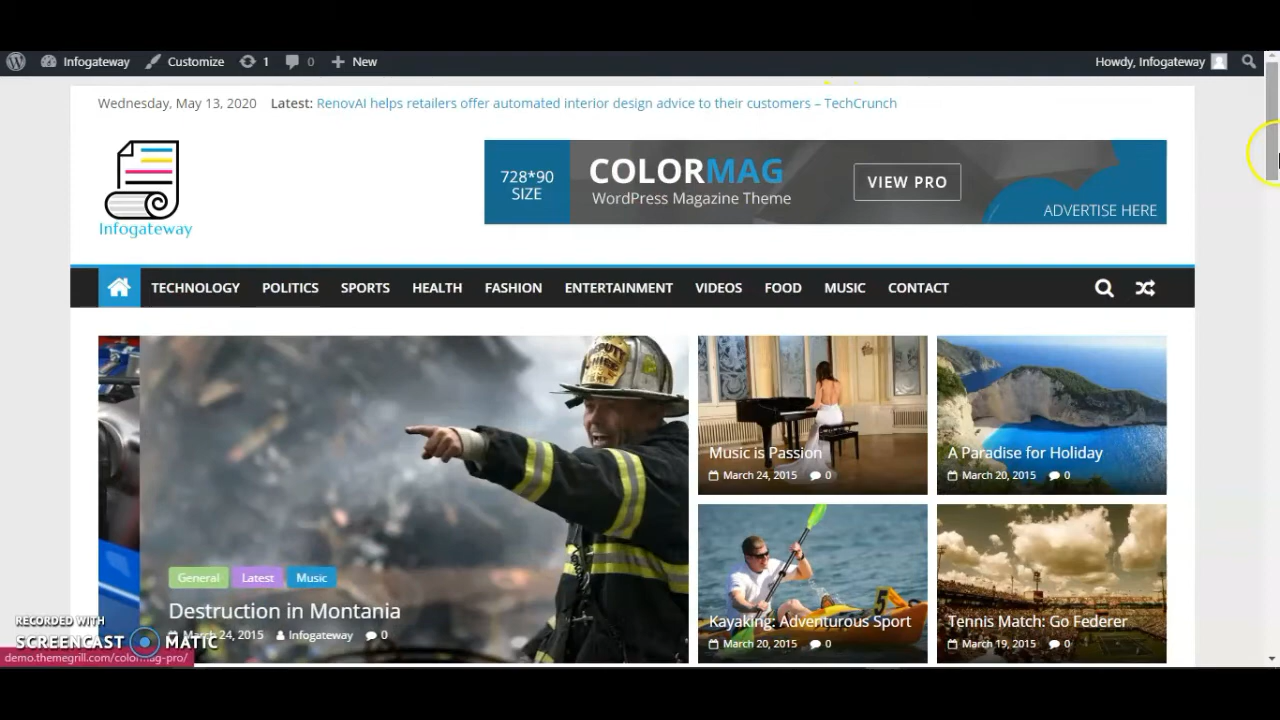 Infogateway Customize 1 0 New Howdy, Infogateway
Wednesday, May 13, 2020 Latest: RenovAI helps retailers offer automated interior design advice to their customers – TechCrunch
Infogateway
728*90
SIZE
COLORMAG
WordPress Magazine Theme
VIEW PRO
ADVERTISE HERE
TECHNOLOGY POLITICS SPORTS HEALTH FASHION ENTERTAINMENT VIDEOS FOOD MUSIC CONTACT
General Latest Music
Destruction in Montania
March 24, 2015 Infogateway 0
Music is Passion
March 24, 2015 0
A Paradise for Holiday
March 20, 2015 0
Kayaking: Adventurous Sport
March 20, 2015 0
Tennis Match: Go Federer
March 19, 2015 0
RECORDED WITH
SCREENCAST MATIC
demo.themegrill.com/colormag-pro/